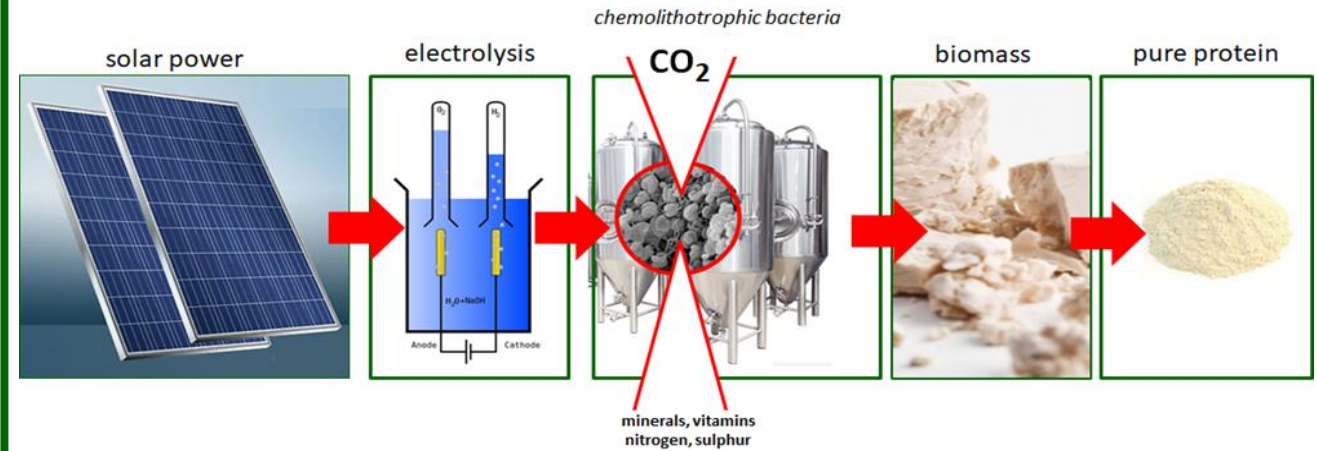 chemolithotrophic bacteria
solar power
electrolysis
CO₂
biomass
pure protein
O₂
H₂
H₂O+NaOH
Anode
Cathode
minerals, vitamins
nitrogen, sulphur